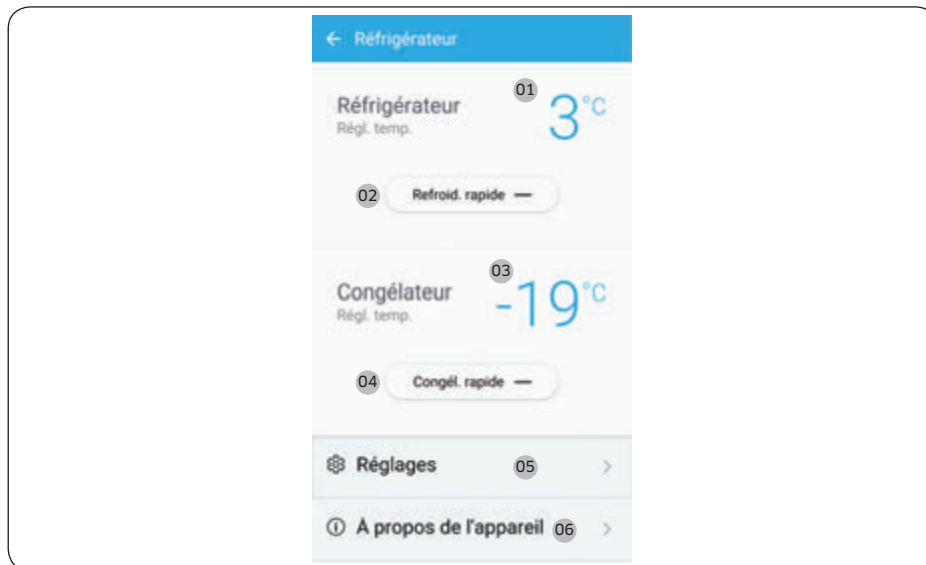 ← Réfrigérateur
01
Réfrigérateur 3°C
Régl. temp.
02 Refroid. rapide —
03
Congélateur -19°C
Régl. temp.
04 Congél. rapide —
Réglages 05 >
À propos de l'appareil 06 >